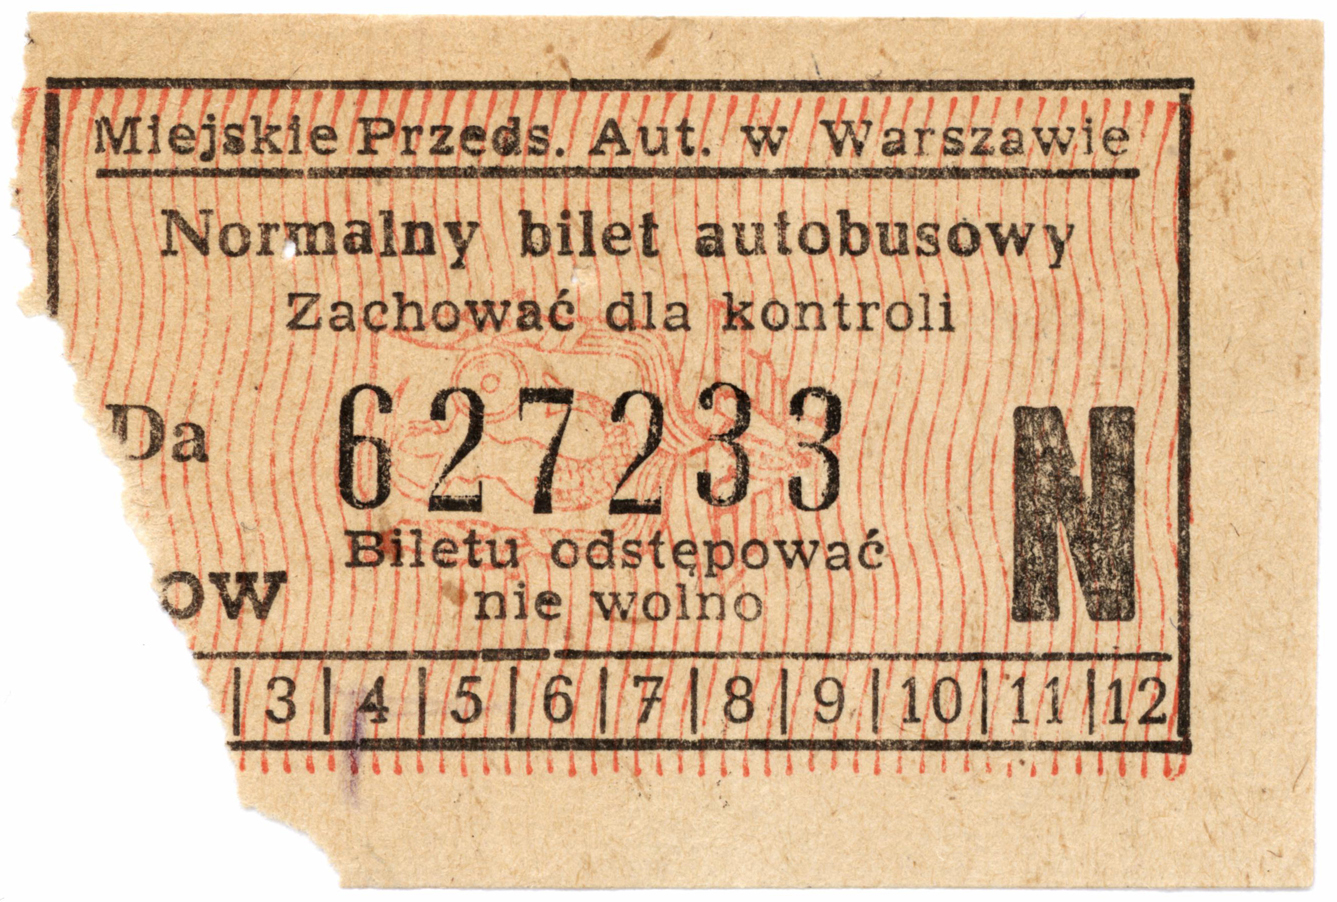 Miejskie Przeds. Aut. w Warszawie
Normalny bilet autobusowy
Zachować dla kontroli
Da
627233
N
Biletu odstępować
nie wolno
ow
3 | 4 | 5 | 6 | 7 | 8 | 9 | 10 | 11 | 12